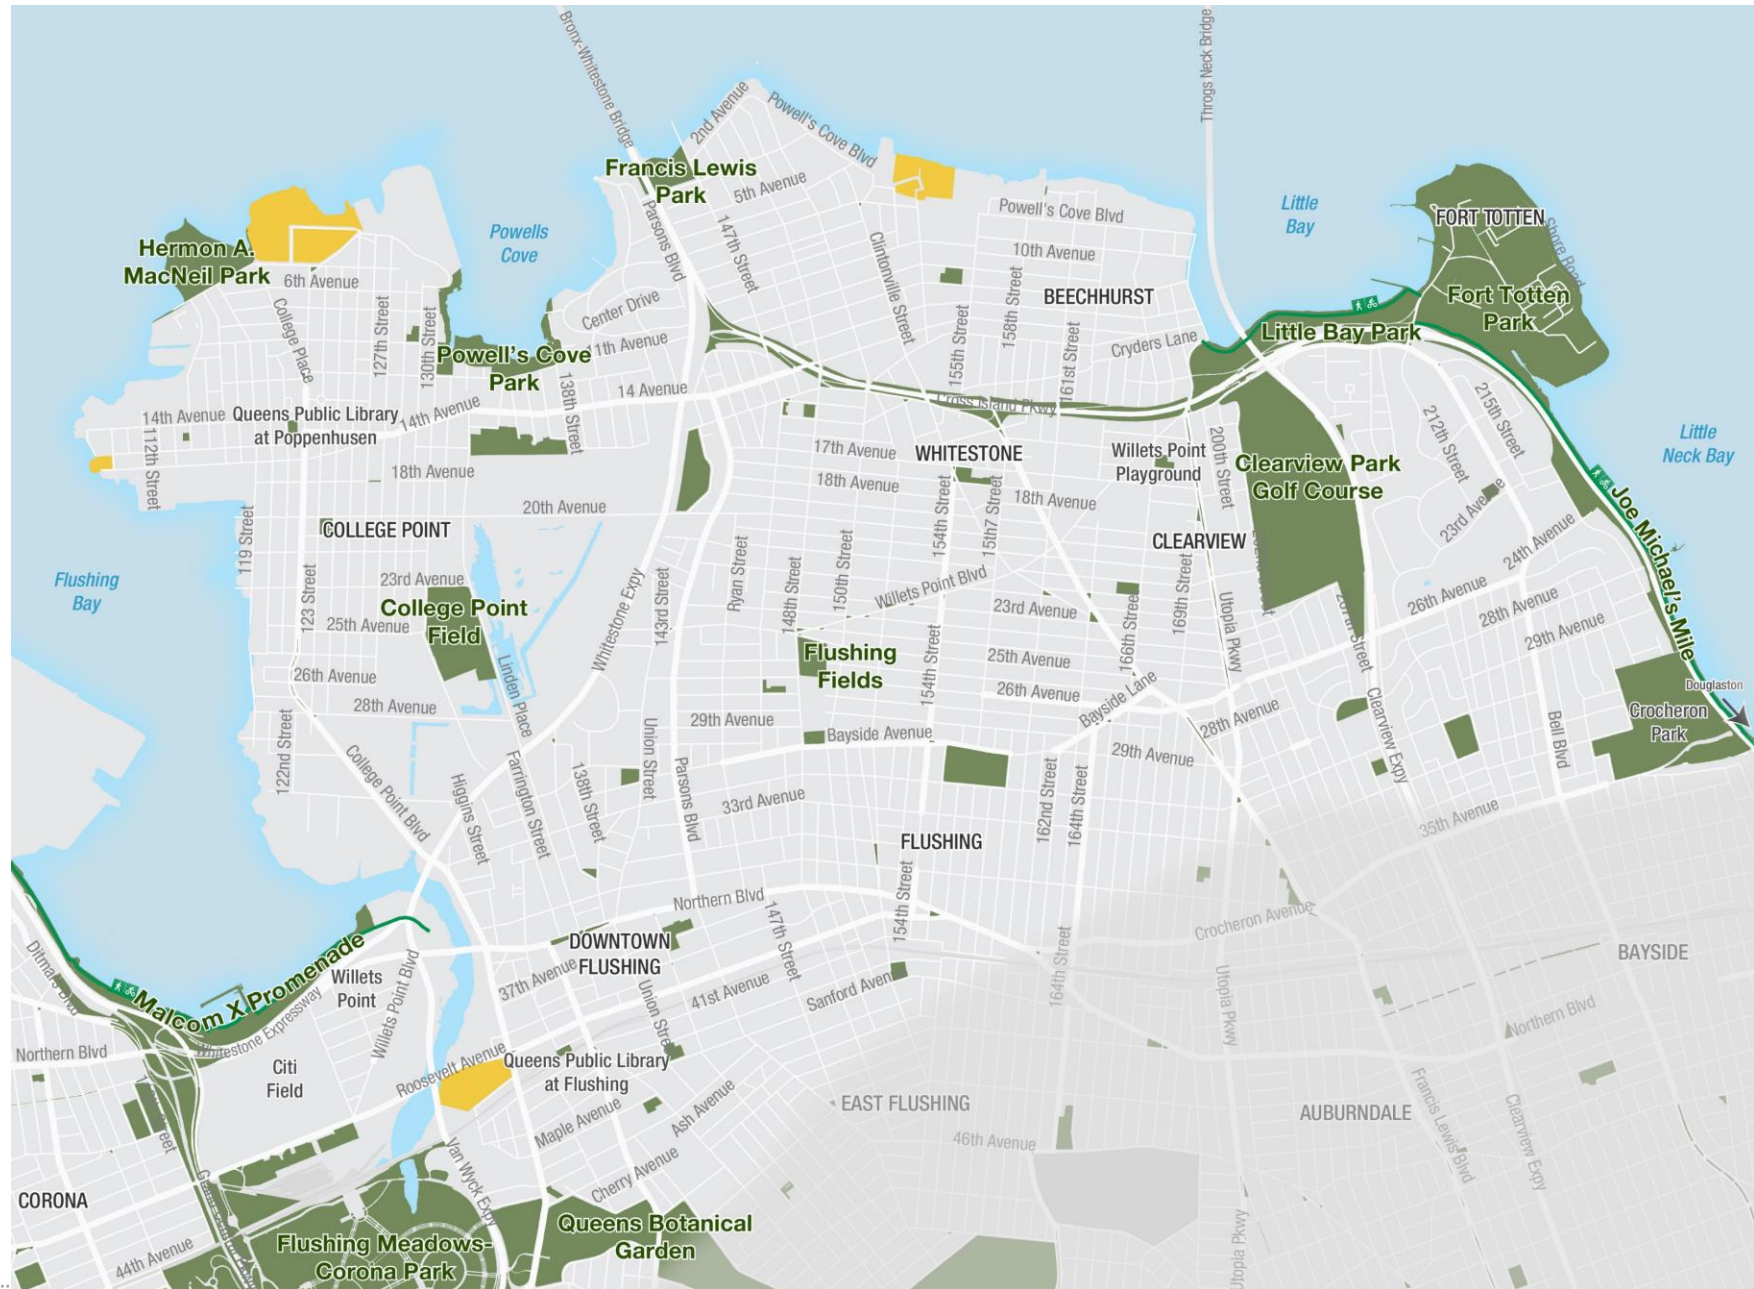 Bronx-Whitestone Bridge
Throgs Neck Bridge
2nd Avenue
Powell's Cove Blvd
Francis Lewis
Park
5th Avenue
Powell's Cove Blvd
Little
Bay
FORT TOTTEN
Shore Road
Hermon A.
MacNeil Park
Powells
Cove
Parsons Blvd
147th Street
Clintonville Street
10th Avenue
6th Avenue
BEECHHURST
Fort Totten
Park
College Place
127th Street
130th Street
Center Drive
11th Avenue
155th Street
158th Street
161st Street
Cryders Lane
Little Bay Park
Powell's Cove
Park
138th Street
14 Avenue
Cross Island Pkwy
14th Avenue
Queens Public Library
at Poppenhusen
14th Avenue
112th Street
18th Avenue
17th Avenue
WHITESTONE
18th Avenue
18th Avenue
Willets Point
Playground
200th Street
Clearview Park
Golf Course
212th Street
215th Street
Little
Neck Bay
20th Avenue
119 Street
COLLEGE POINT
154th Street
15th7 Street
CLEARVIEW
23rd Avenue
24th Avenue
Joe Michael's Mile
Flushing
Bay
23rd Avenue
College Point
Field
25th Avenue
123 Street
Whitestone Expy
143rd Street
Ryan Street
148th Street
150th Street
Willets Point Blvd
23rd Avenue
166th Street
169th Street
Utopia Pkwy
26th Avenue
28th Avenue
29th Avenue
Flushing
Fields
154th Street
25th Avenue
26th Avenue
Bayside Lane
26th Avenue
28th Avenue
Linden Place
122nd Street
College Point Blvd
Union Street
29th Avenue
Bayside Avenue
29th Avenue
28th Avenue
Clearview Expy
Bell Blvd
Douglaston
Crocheron
Park
Higgins Street
Farrington Street
138th Street
Parsons Blvd
33rd Avenue
162nd Street
164th Street
35th Avenue
FLUSHING
Northern Blvd
147th Street
154th Street
Crocheron Avenue
DOWNTOWN
FLUSHING
BAYSIDE
Ditmars Blvd
Malcom X Promenade
Willets
Point
Willets Point Blvd
37th Avenue
Union Street
41st Avenue
Sanford Aven
164th Street
Utopia Pkwy
Northern Blvd
Whitestone Expressway
Northern Blvd
Citi
Field
Roosevelt Avenue
Queens Public Library
at Flushing
Maple Avenue
Ash Avenue
EAST FLUSHING
46th Avenue
AUBURNDALE
Francis Lewis Blvd
Clearview Expy
CORONA
Van Wyck Expy
Cherry Avenue
Queens Botanical
Garden
44th Avenue
Flushing Meadows-
Corona Park
Utopia Pkwy